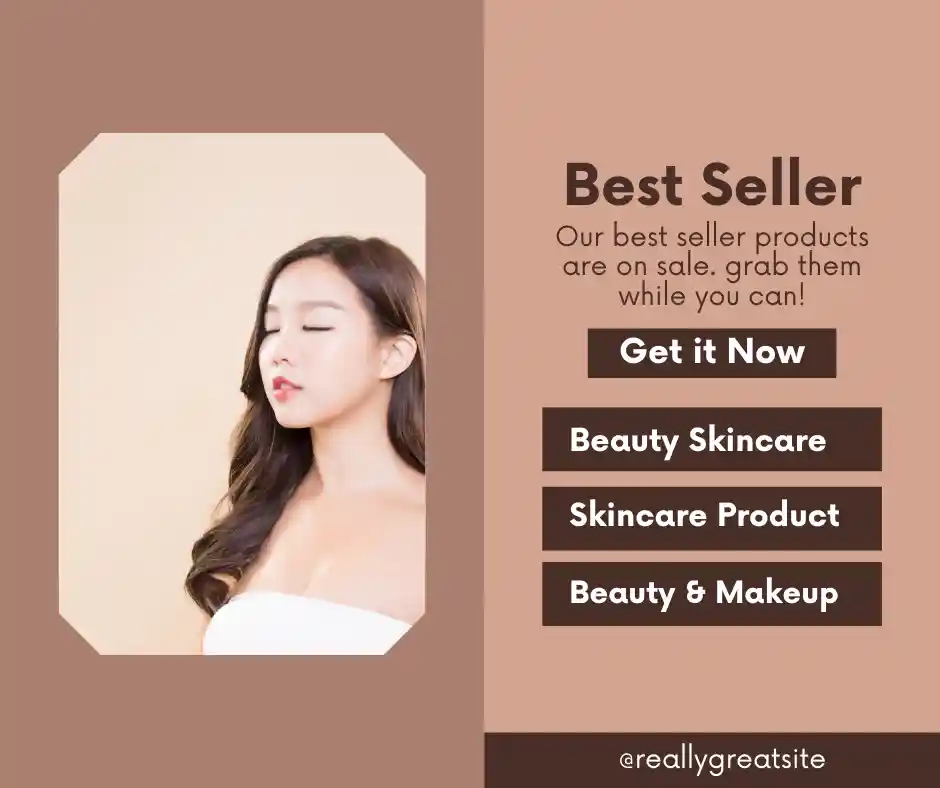 Best Seller
Our best seller products
are on sale. grab them
while you can!
Get it Now
Beauty Skincare
Skincare Product
Beauty & Makeup
@reallygreatsite